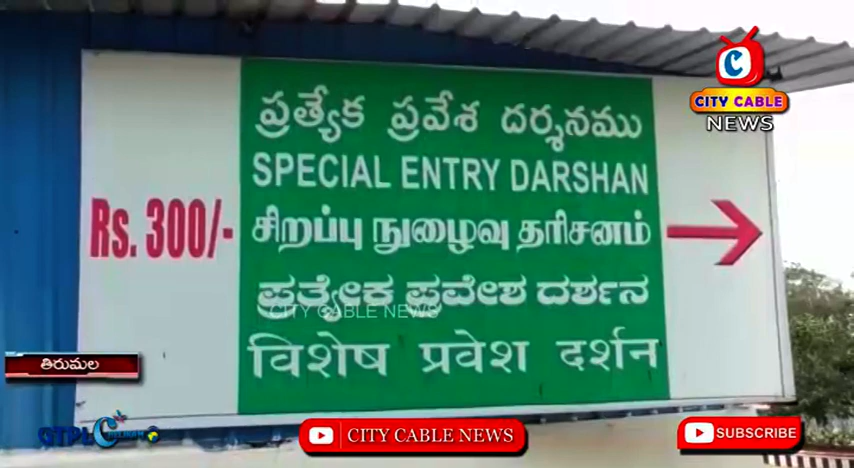 CITY CABLE
NEWS
ప్రత్యేక ప్రవేశ దర్శనము
SPECIAL ENTRY DARSHAN
Rs. 300/-
சிறப்பு நுழைவு தரிசனம்
ಪ್ರತ್ಯೇಕ ಪ್ರವೇಶ ದರ್ಶನ
CITY CABLE NEWS
विशेष प्रवेश दर्शन
తిరుమల
GTPL
CITY CABLE NEWS
SUBSCRIBE